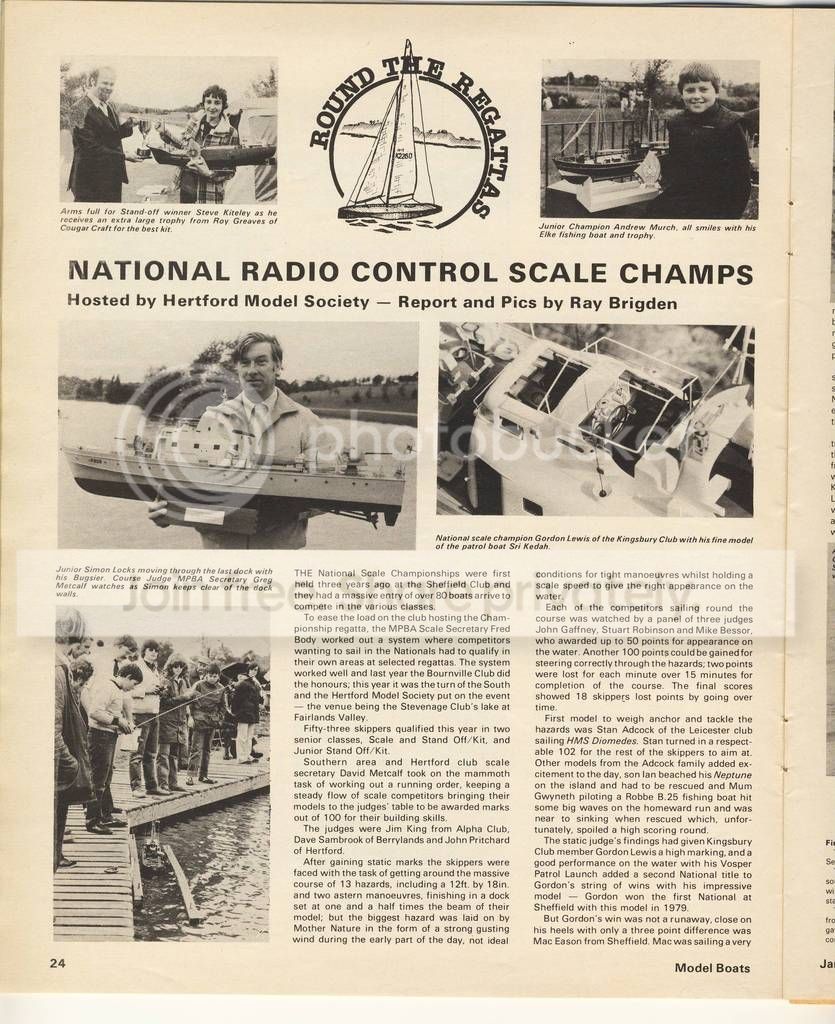 ROUND THE REGATTAS
K2260
Arms full for Stand-off winner Steve Kiteley as he
receives an extra large trophy from Roy Greaves of
Cougar Craft for the best kit.
Junior Champion Andrew Murch, all smiles with his
Elke fishing boat and trophy.
NATIONAL RADIO CONTROL SCALE CHAMPS
Hosted by Hertford Model Society — Report and Pics by Ray Brigden
photobucket
National scale champion Gordon Lewis of the Kingsbury Club with his fine model
of the patrol boat Sri Kedah.
Junior Simon Locks moving through the last dock with
his Bugsier. Course Judge MPBA Secretary Greg
Metcalf watches as Simon keeps clear of the dock
walls.
THE National Scale Championships were first
held three years ago at the Sheffield Club and
they had a massive entry of over 80 boats arrive to
compete in the various classes.
To ease the load on the club hosting the Cham-
pionship regatta, the MPBA Scale Secretary Fred
Body worked out a system where competitors
wanting to sail in the Nationals had to qualify in
their own areas at selected regattas. The system
worked well and last year the Bournville Club did
the honours; this year it was the turn of the South
and the Hertford Model Society put on the event
— the venue being the Stevenage Club's lake at
Fairlands Valley.
Fifty-three skippers qualified this year in two
senior classes, Scale and Stand Off/Kit, and
Junior Stand Off/Kit.
Southern area and Hertford club scale
secretary David Metcalf took on the mammoth
task of working out a running order, keeping a
steady flow of scale competitors bringing their
models to the judges' table to be awarded marks
out of 100 for their building skills.
The judges were Jim King from Alpha Club,
Dave Sambrook of Berrylands and John Pritchard
of Hertford.
After gaining static marks the skippers were
faced with the task of getting around the massive
course of 13 hazards, including a 12ft. by 18in.
and two astern manoeuvres, finishing in a dock
set at one and a half times the beam of their
model; but the biggest hazard was laid on by
Mother Nature in the form of a strong gusting
wind during the early part of the day, not ideal
conditions for tight manoeuvres whilst holding a
scale speed to give the right appearance on the
water.
Each of the competitors sailing round the
course was watched by a panel of three judges
John Gaffney, Stuart Robinson and Mike Bessor,
who awarded up to 50 points for appearance on
the water. Another 100 points could be gained for
steering correctly through the hazards; two points
were lost for each minute over 15 minutes for
completion of the course. The final scores
showed 18 skippers lost points by going over
time.
First model to weigh anchor and tackle the
hazards was Stan Adcock of the Leicester club
sailing HMS Diomedes. Stan turned in a respect-
able 102 for the rest of the skippers to aim at.
Other models from the Adcock family added ex-
citement to the day, son Ian beached his Neptune
on the island and had to be rescued and Mum
Gwyneth piloting a Robbe B.25 fishing boat hit
some big waves on the homeward run and was
near to sinking when rescued which, unfor-
tunately, spoiled a high scoring round.
The static judge's findings had given Kingsbury
Club member Gordon Lewis a high marking, and a
good performance on the water with his Vosper
Patrol Launch added a second National title to
Gordon's string of wins with his impressive
model — Gordon won the first National at
Sheffield with this model in 1979.
But Gordon's win was not a runaway, close on
his heels with only a three point difference was
Mac Eason from Sheffield. Mac was sailing a very
24
Model Boats